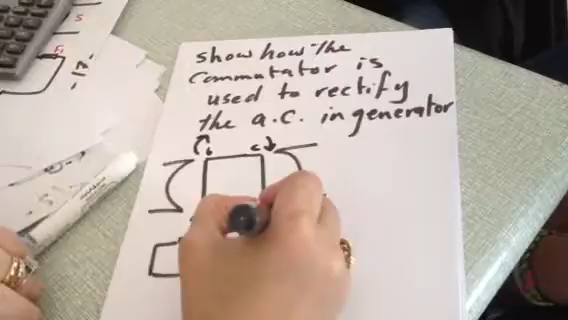 show how the
Commutator is
used to rectify
the a.c. in generator
b c
S